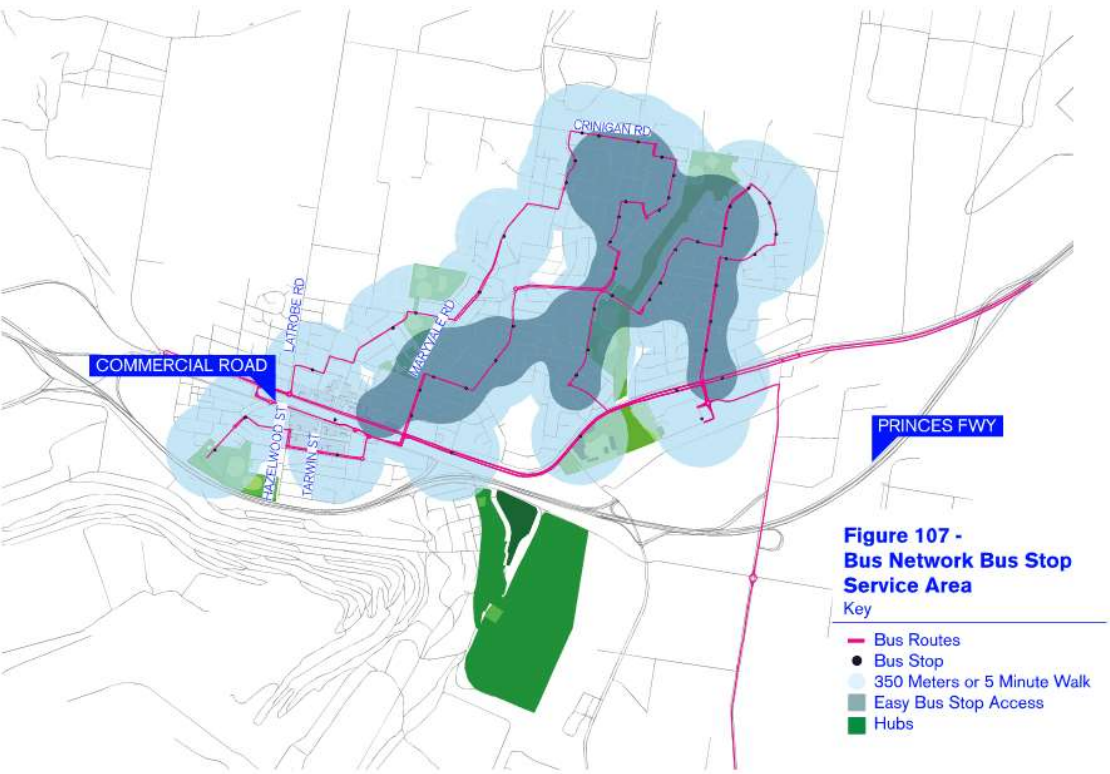 CRINIGAN RD
LATROBE RD
MARYVALE RD
COMMERCIAL ROAD
HAZELWOOD ST
TARWIN ST
PRINCES FWY
Figure 107 -
Bus Network Bus Stop
Service Area
Key
Bus Routes
Bus Stop
350 Meters or 5 Minute Walk
Easy Bus Stop Access
Hubs